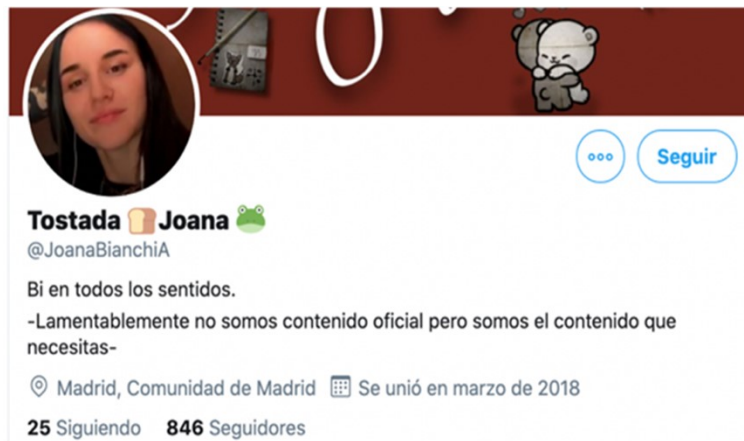 Seguir
Tostada 🍞Joana 🐸
@JoanaBianchiA
Bi en todos los sentidos.
-Lamentablemente no somos contenido oficial pero somos el contenido que
necesitas-
Madrid, Comunidad de Madrid Se unió en marzo de 2018
25 Siguiendo 846 Seguidores